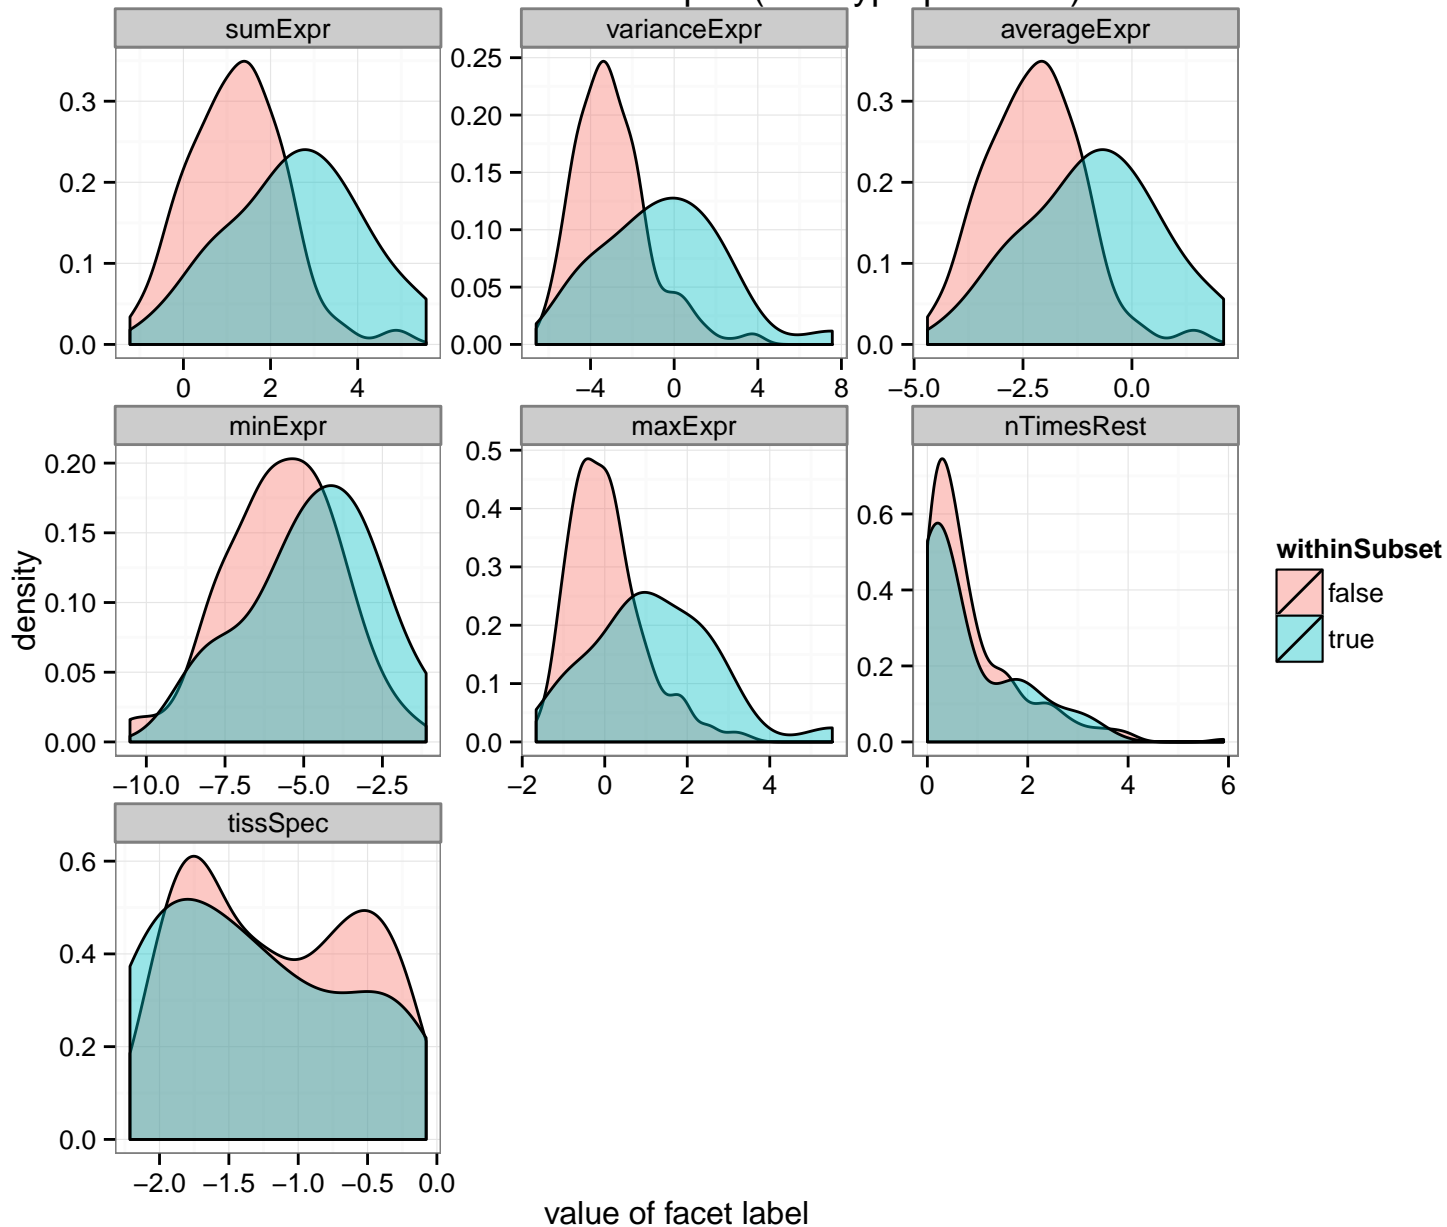 sumExpr
varianceExpr
averageExpr
0.3
0.2
0.1
0.0
0 2 4
0.25
0.20
0.15
0.10
0.05
0.00
−4 0 4 8
0.3
0.2
0.1
0.0
−5.0 −2.5 0.0
minExpr
maxExpr
nTimesRest
0.20
0.15
0.10
0.05
0.00
−10.0 −7.5 −5.0 −2.5
0.5
0.4
0.3
0.2
0.1
0.0
−2 0 2 4
0.6
0.4
0.2
0.0
0 2 4 6
tissSpec
0.6
0.4
0.2
0.0
−2.0 −1.5 −1.0 −0.5 0.0
density
value of facet label
withinSubset
false
true